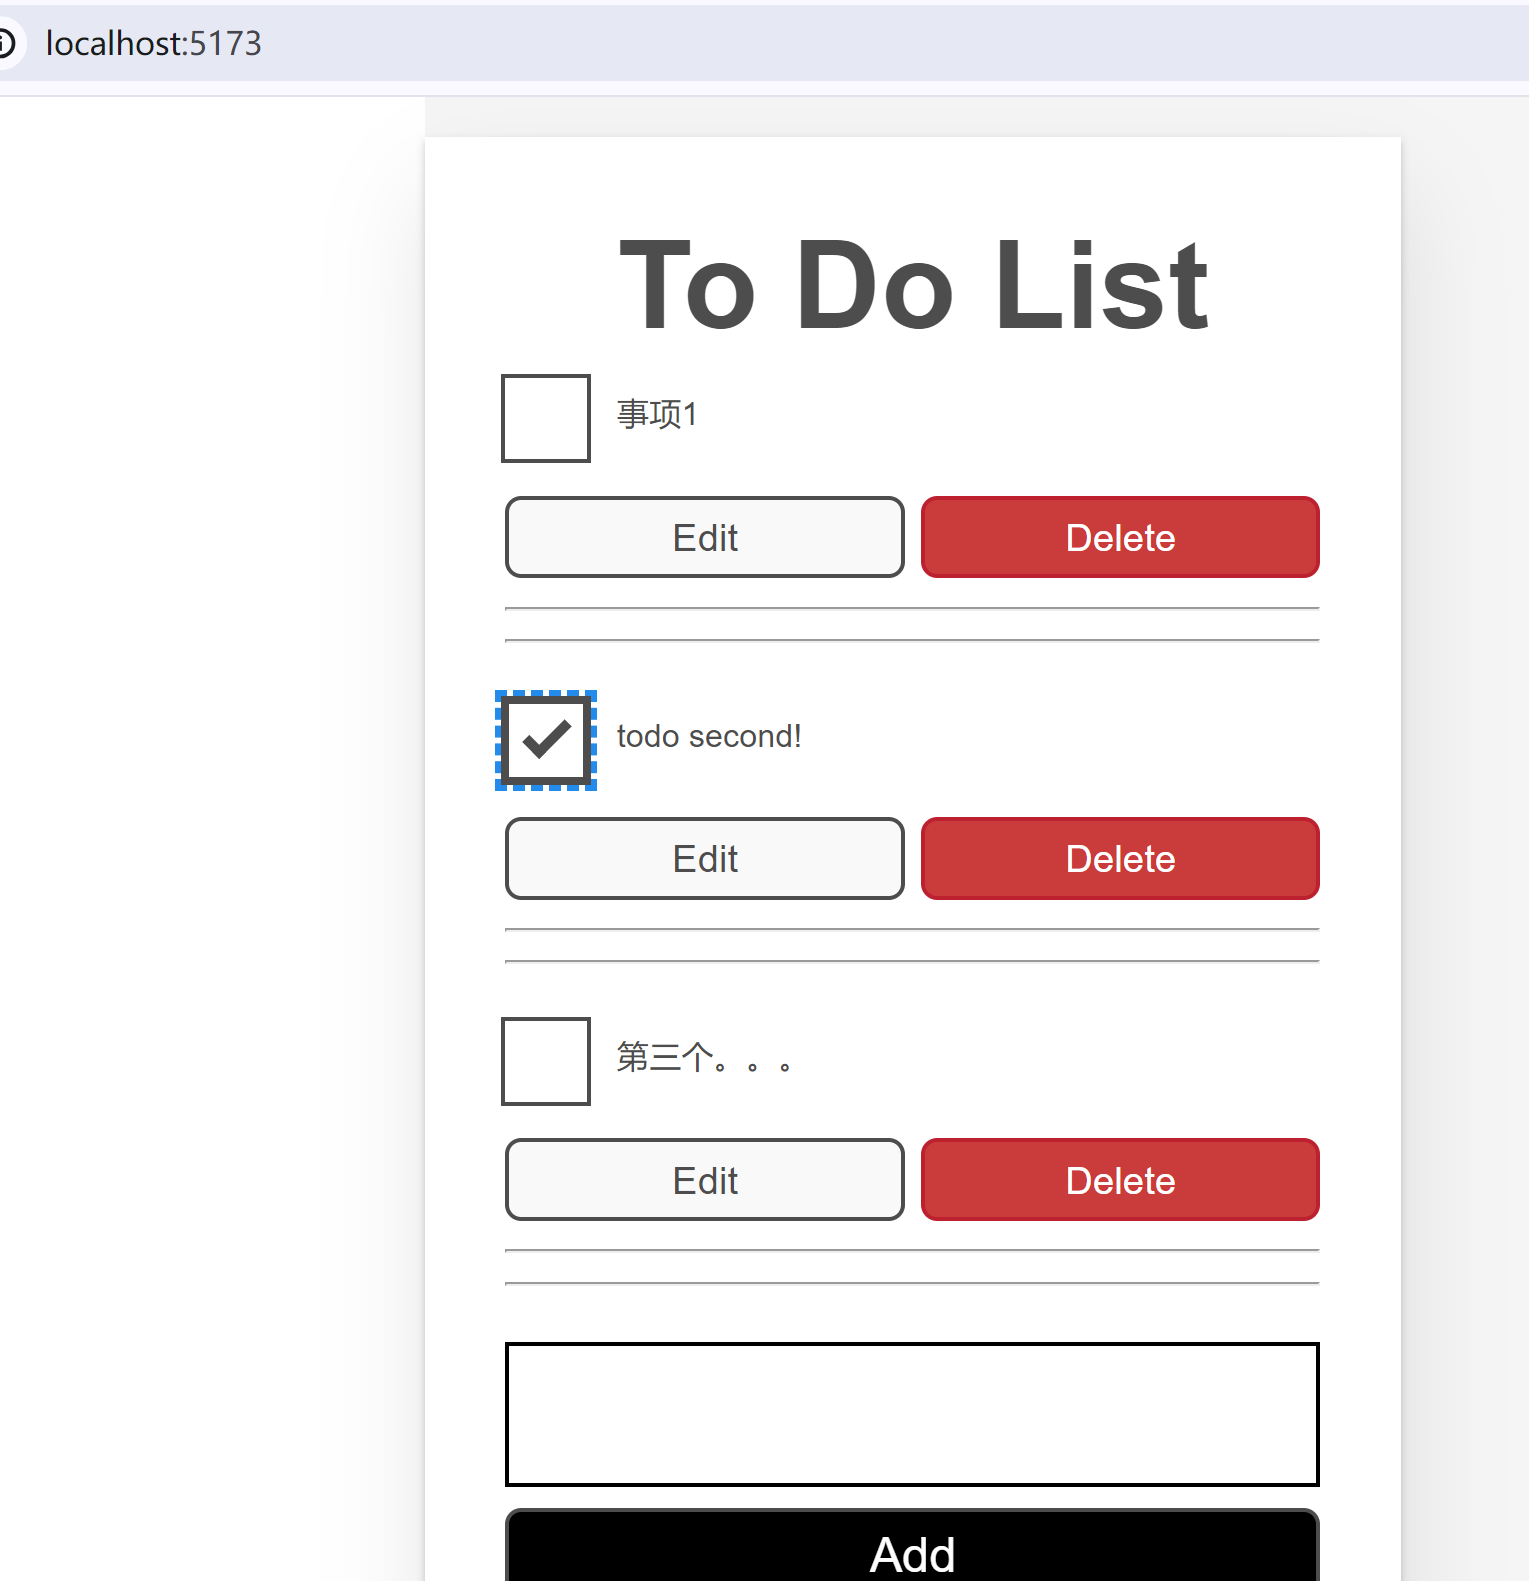 localhost:5173
To Do List
事项1
Edit Delete
todo second!
Edit Delete
第三个。。。
Edit Delete
Add